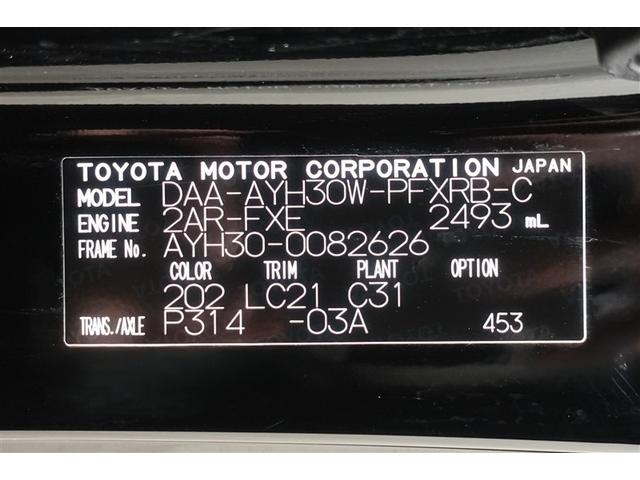 TOYOTA MOTOR CORPORATION JAPAN
MODEL DAA-AYH30W-PFXRB-C
ENGINE 2AR-FXE 2493 mL
FRAME No. AYH30-0082626
COLOR TRIM PLANT OPTION
202 LC21 C31
TRANS./AXLE P314 -03A 453